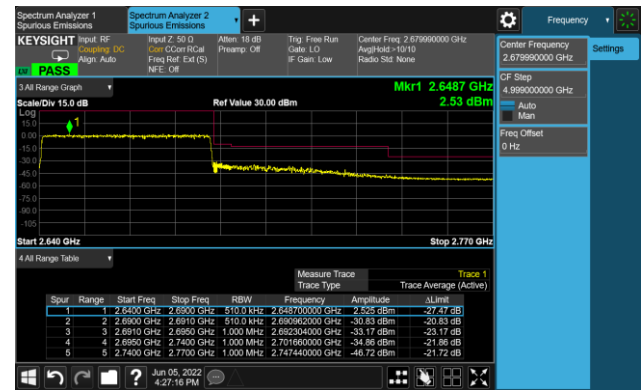 Spectrum Analyzer 1
Spurious Emissions
Spectrum Analyzer 2
Spurious Emissions
Frequency
KEYSIGHT
Input: RF
Coupling: DC
Align: Auto
Input Z: 50 Ω
Corr CCorr RCal
Freq Ref: Ext (S)
NFE: Off
Atten: 18 dB
Preamp: Off
Trig: Free Run
Gate: LO
IF Gain: Low
Center Freq: 2.679990000 GHz
Avg|Hold:>10/10
Radio Std: None
PASS
Center Frequency
2.679990000 GHz
Settings
CF Step
4.999000000 GHz
Auto
Man
Freq Offset
0 Hz
3 All Range Graph
Mkr1 2.6487 GHz
Scale/Div 15.0 dB
Ref Value 30.00 dBm
2.53 dBm
Log
1
15.0
0.00
-15.0
-30.0
-45.0
-60.0
-75.0
-90.0
-105
Start 2.640 GHz
Stop 2.770 GHz
4 All Range Table
Measure Trace Trace 1
Trace Type Trace Average (Active)
Spur Range Start Freq Stop Freq RBW Frequency Amplitude ΔLimit
1 1 2.6400 GHz 2.6900 GHz 510.0 kHz 2.648700000 GHz 2.525 dBm -27.47 dB
2 2 2.6900 GHz 2.6910 GHz 510.0 kHz 2.690962000 GHz -30.83 dBm -20.83 dB
3 3 2.6910 GHz 2.6950 GHz 1.000 MHz 2.692304000 GHz -33.17 dBm -23.17 dB
4 4 2.6950 GHz 2.7400 GHz 1.000 MHz 2.701660000 GHz -34.86 dBm -21.86 dB
5 5 2.7400 GHz 2.7700 GHz 1.000 MHz 2.747440000 GHz -46.72 dBm -21.72 dB
Jun 05, 2022
4:27:16 PM